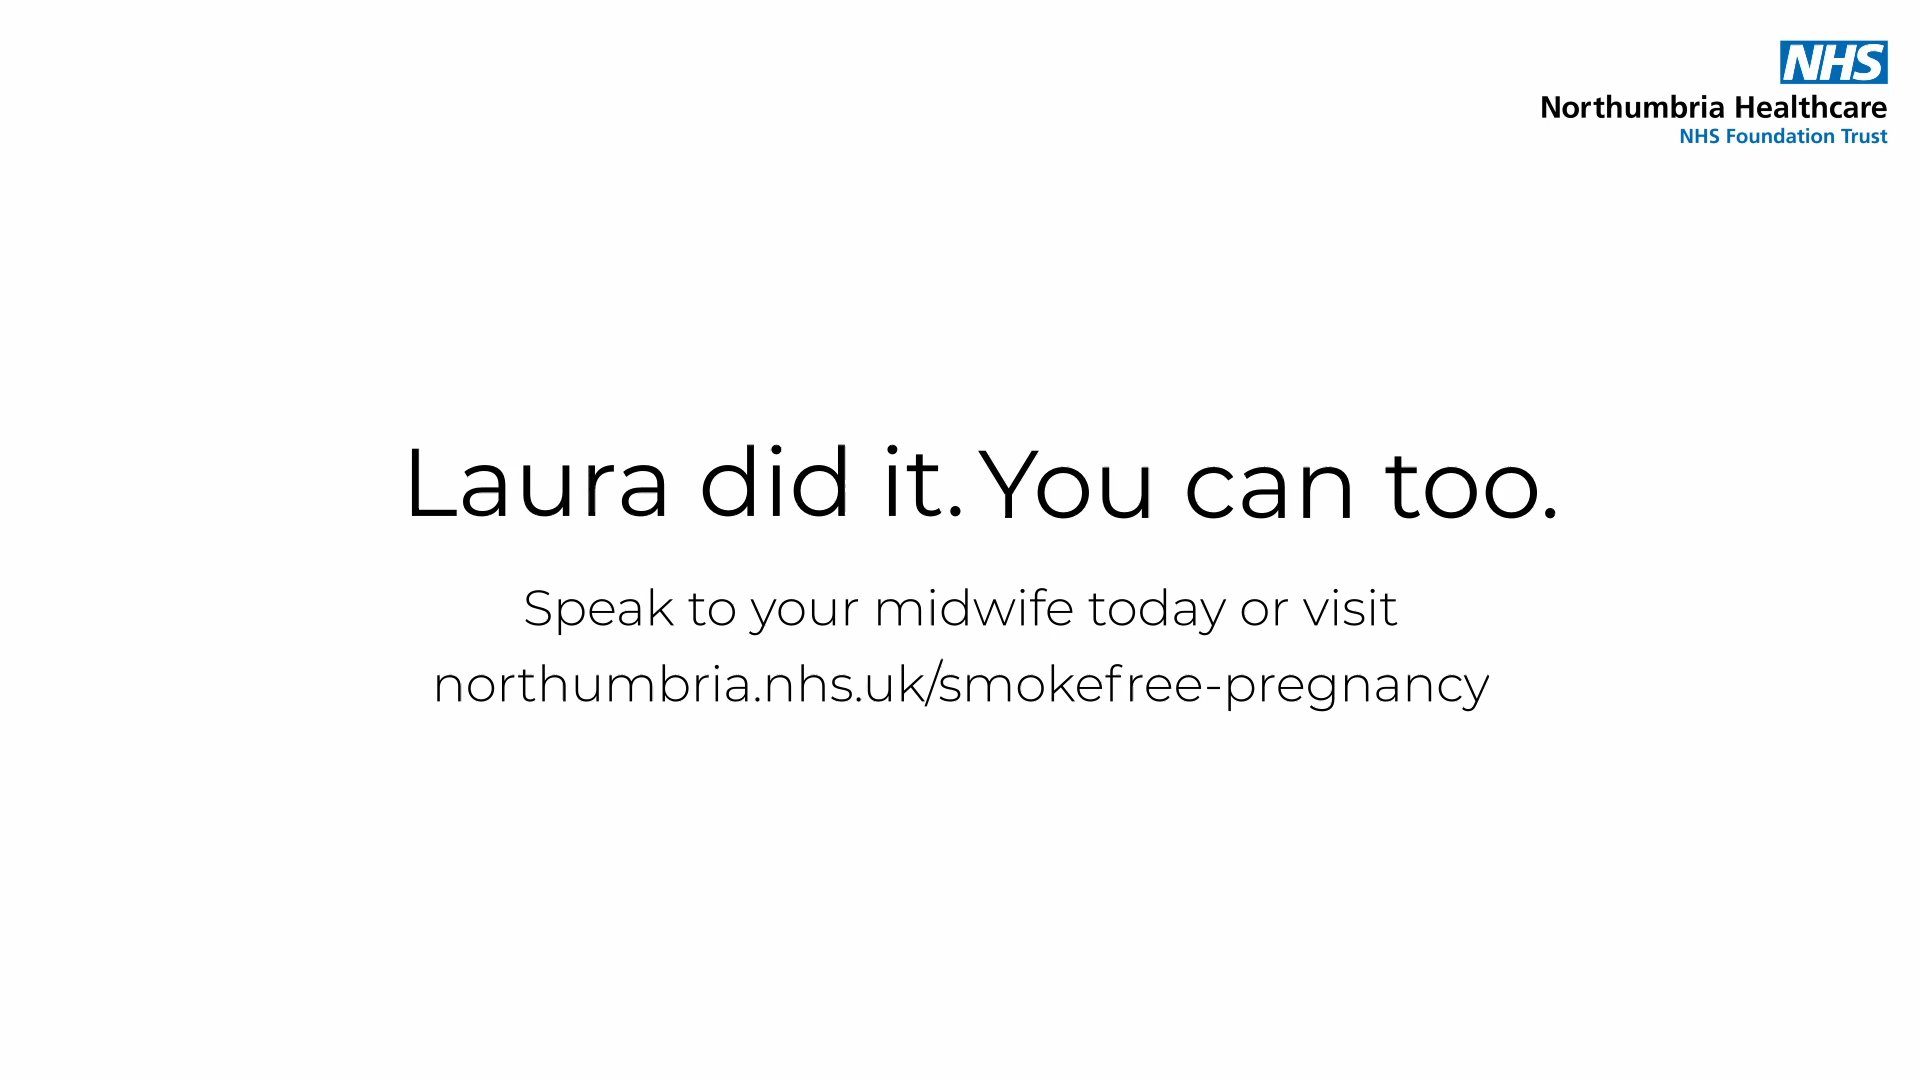 NHS
Northumbria Healthcare
NHS Foundation Trust
Laura did it. You can too.
Speak to your midwife today or visit
northumbria.nhs.uk/smokefree-pregnancy